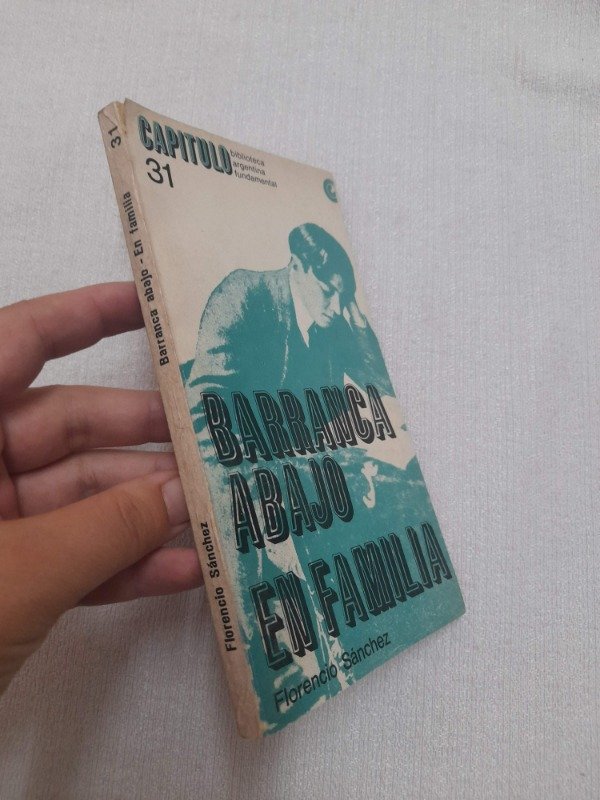 CAPITULO
biblioteca
argentina
fundamental
31
BARRANCA
ABAJO
EN FAMILIA
Florencio Sánchez
31
Barranca abajo - En familia
Florencio Sánchez